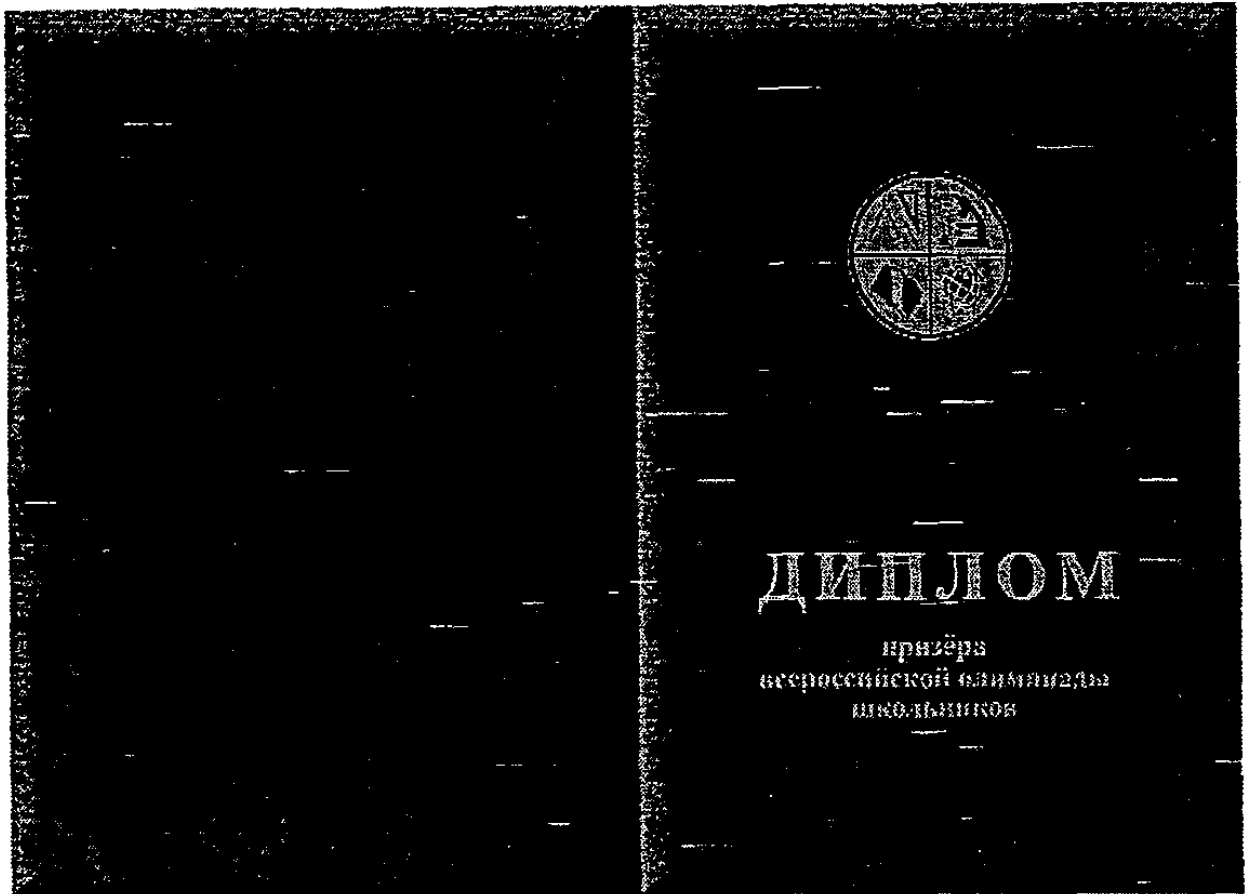 ДИПЛОМ
призёра
всероссийской олимпиады
школьников